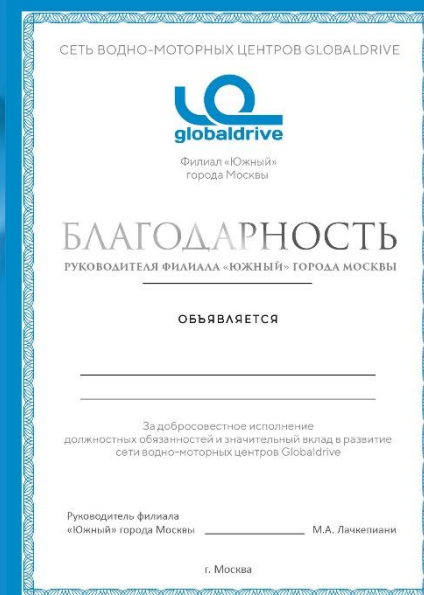 СЕТЬ ВОДНО-МОТОРНЫХ ЦЕНТРОВ GLOBALDRIVE
globaldrive
Филиал «Южный»
города Москвы
БЛАГОДАРНОСТЬ
РУКОВОДИТЕЛЯ ФИЛИАЛА «ЮЖНЫЙ» ГОРОДА МОСКВЫ
ОБЪЯВЛЯЕТСЯ
За добросовестное исполнение
должностных обязанностей и значительный вклад в развитие
сети водно-моторных центров Globaldrive
Руководитель филиала
«Южный» города Москвы М.А. Лачкепиани
г. Москва